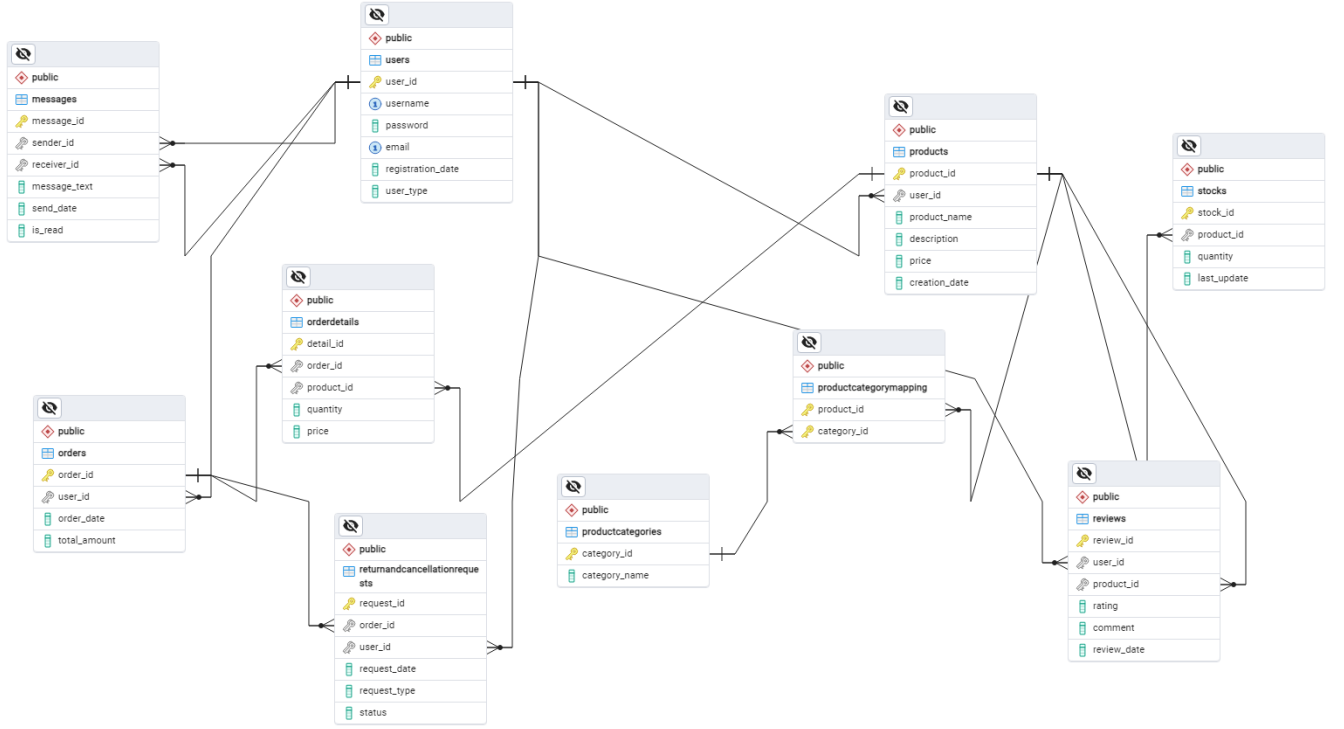 public
users
user_id
username
password
email
registration_date
user_type
public
messages
message_id
sender_id
receiver_id
message_text
send_date
is_read
public
products
product_id
user_id
product_name
description
price
creation_date
public
stocks
stock_id
product_id
quantity
last_update
public
orderdetails
detail_id
order_id
product_id
quantity
price
public
productcategorymapping
product_id
category_id
public
orders
order_id
user_id
order_date
total_amount
public
productcategories
category_id
category_name
public
reviews
review_id
user_id
product_id
rating
comment
review_date
public
returnandcancellationreque
sts
request_id
order_id
user_id
request_date
request_type
status